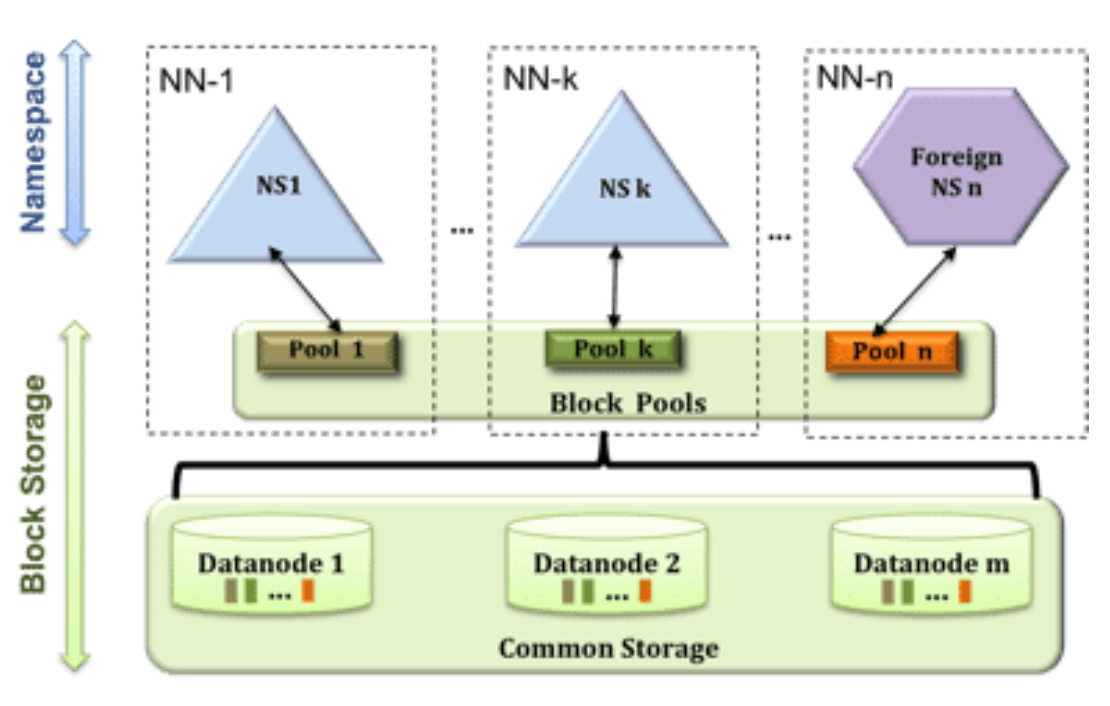 Namespace
NN-1
NN-k
NN-n
NS1
NS k
Foreign
NS n
...
...
Block Storage
Pool 1
Pool k
Pool n
Block Pools
Datanode 1
...
Datanode 2
...
Datanode m
...
Common Storage